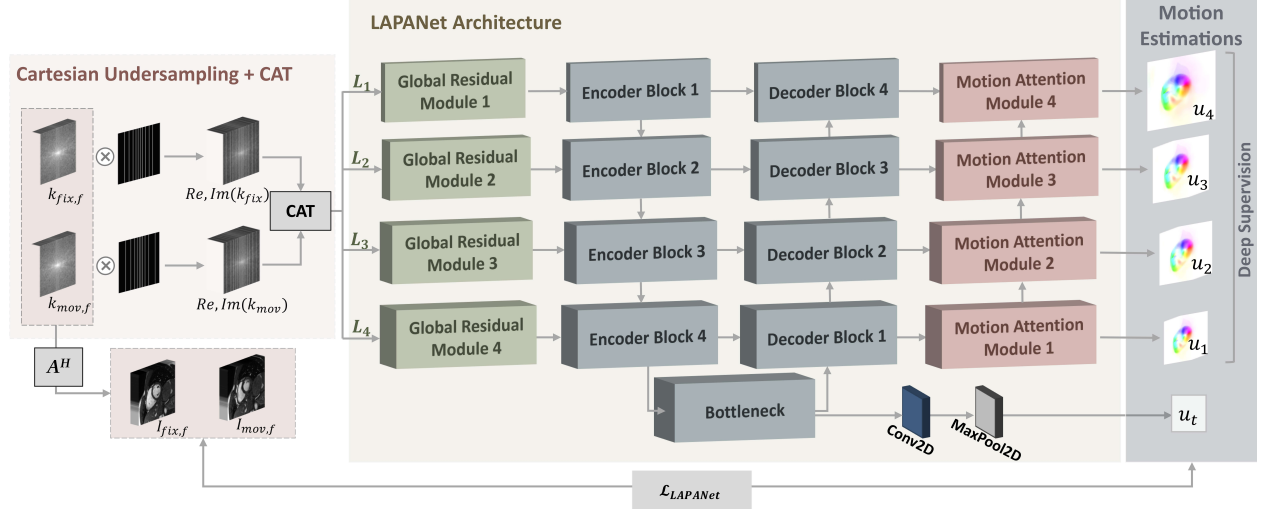 LAPANet Architecture
Motion
Estimations
Cartesian Undersampling + CAT
k_{fix,f}
⊗
Re, Im(k_{fix})
CAT
k_{mov,f}
⊗
Re, Im(k_{mov})
A^H
I_{fix,f}
I_{mov,f}
L_1
Global Residual
Module 1
Encoder Block 1
Decoder Block 4
Motion Attention
Module 4
u_4
L_2
Global Residual
Module 2
Encoder Block 2
Decoder Block 3
Motion Attention
Module 3
u_3
L_3
Global Residual
Module 3
Encoder Block 3
Decoder Block 2
Motion Attention
Module 2
u_2
L_4
Global Residual
Module 4
Encoder Block 4
Decoder Block 1
Motion Attention
Module 1
u_1
Deep Supervision
Bottleneck
Conv2D
MaxPool2D
u_t
ℒ_{LAPANet}